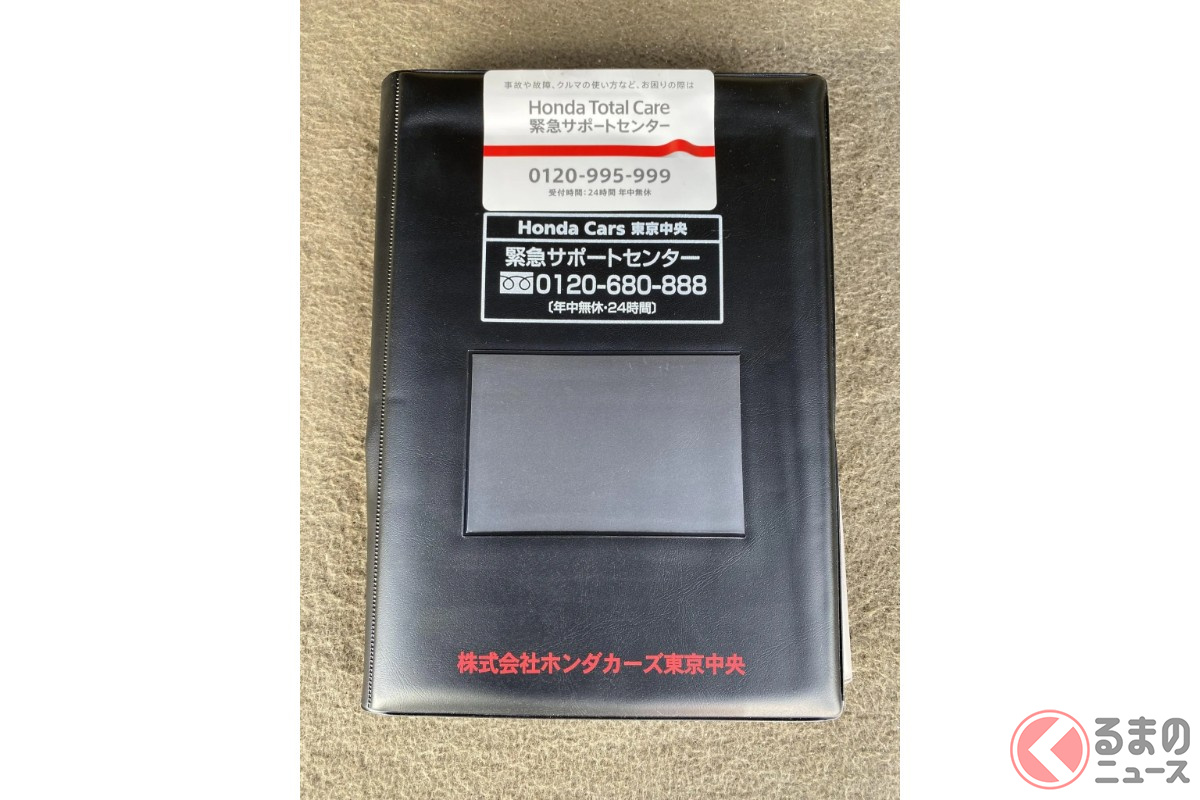 事故や故障、クルマの使い方など、お困りの際は
Honda Total Care
緊急サポートセンター
0120-995-999
受付時間：24時間 年中無休
Honda Cars 東京中央
緊急サポートセンター
0120-680-888
〔年中無休・24時間〕
株式会社ホンダカーズ東京中央
くるまの
ニュース